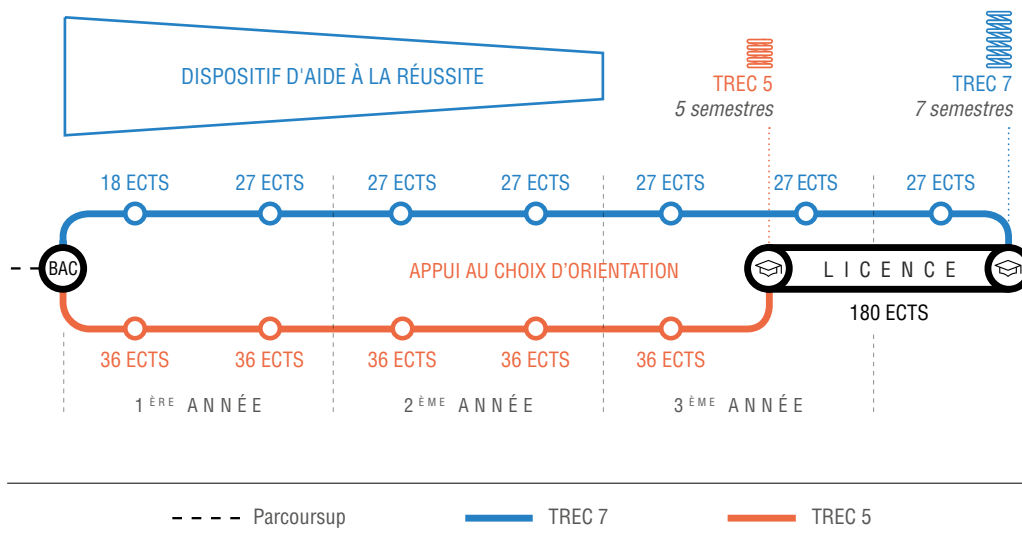 DISPOSITIF D'AIDE À LA RÉUSSITE
TREC 5
5 semestres
TREC 7
7 semestres
18 ECTS
27 ECTS
27 ECTS
27 ECTS
27 ECTS
27 ECTS
27 ECTS
BAC
APPUI AU CHOIX D'ORIENTATION
LICENCE
180 ECTS
36 ECTS
36 ECTS
36 ECTS
36 ECTS
36 ECTS
1ÈRE ANNÉE
2ÈME ANNÉE
3ÈME ANNÉE
Parcoursup
TREC 7
TREC 5